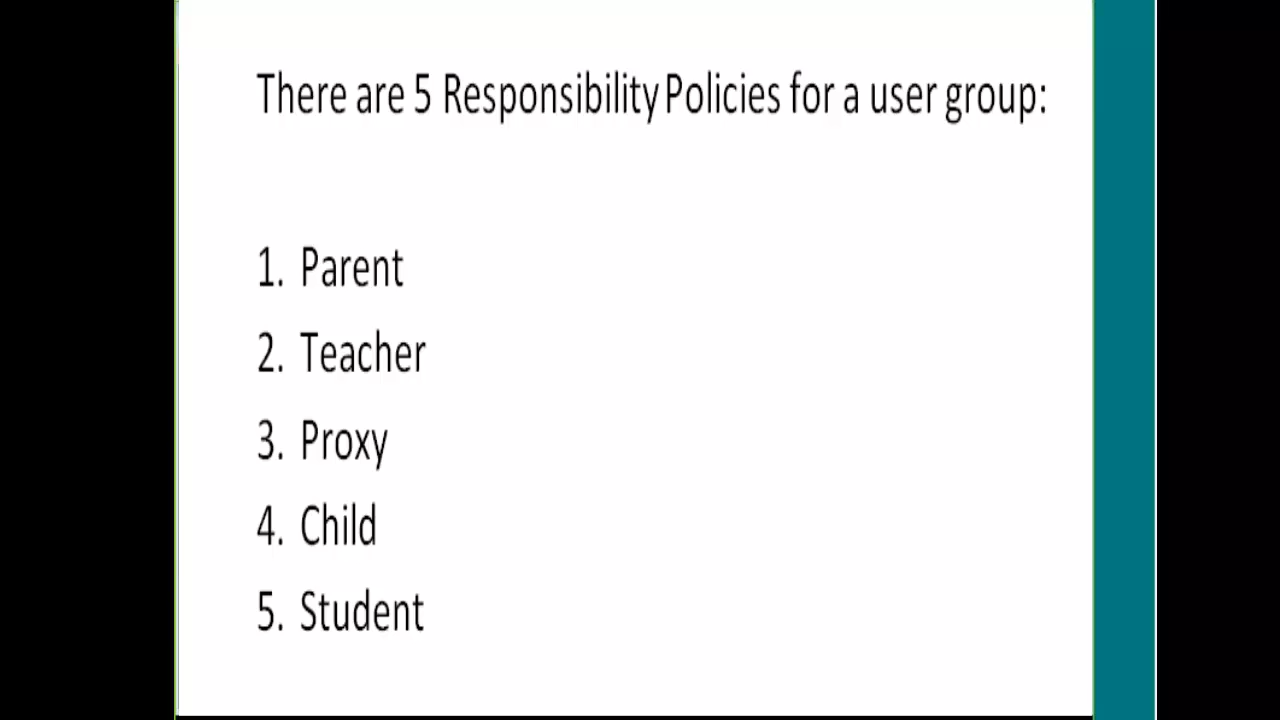 There are 5 Responsibility Policies for a user group:
1. Parent
2. Teacher
3. Proxy
4. Child
5. Student